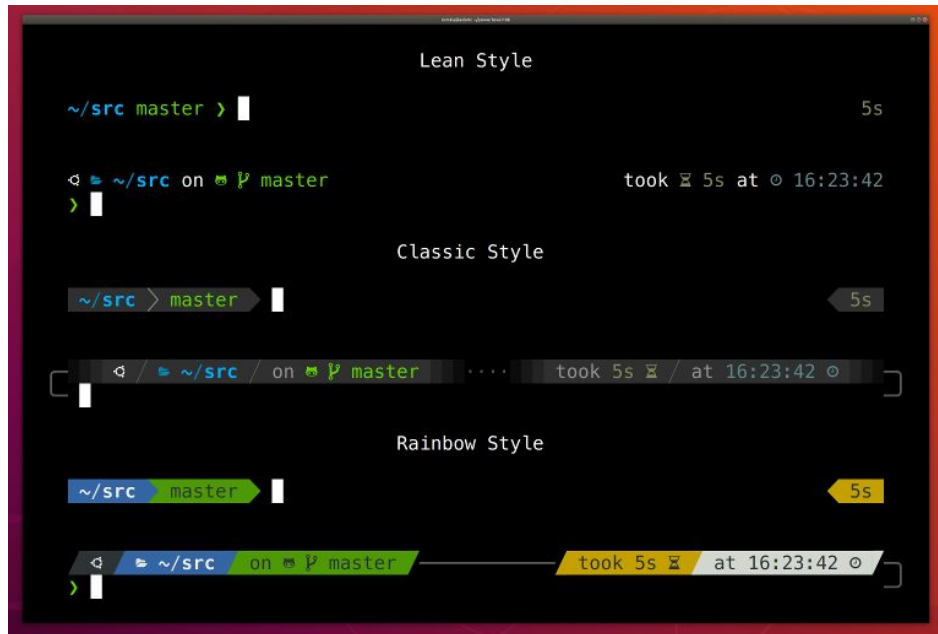 Lean Style
~/src master ❯ 5s
~/src on master took 5s at 16:23:42
❯
Classic Style
~/src master 5s
~/src on master took 5s at 16:23:42
Rainbow Style
~/src master 5s
~/src on master took 5s at 16:23:42
❯